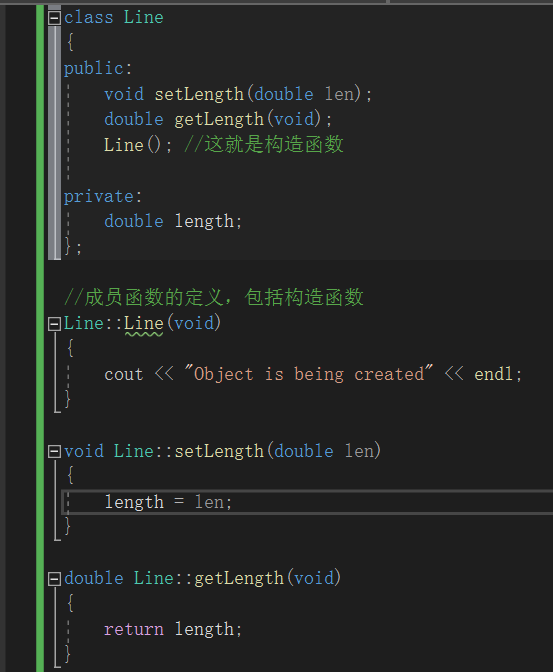 class Line
{
public:
    void setLength(double len);
    double getLength(void);
    Line(); //这就是构造函数

private:
    double length;
};

//成员函数的定义，包括构造函数
Line::Line(void)
{
    cout << "Object is being created" << endl;
}

void Line::setLength(double len)
{
    length = len;
}

double Line::getLength(void)
{
    return length;
}